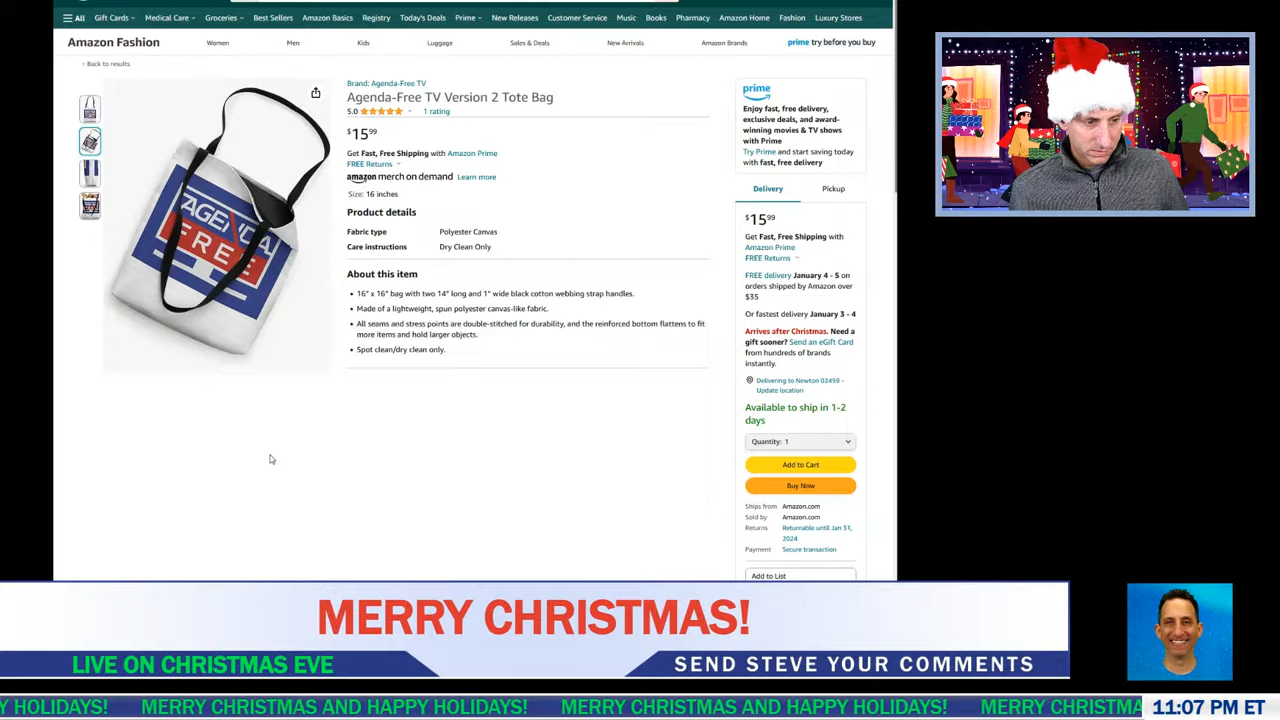 All Gift Cards Medical Care Groceries Best Sellers Amazon Basics Registry Today's Deals Prime New Releases Customer Service Music Books Pharmacy Amazon Home Fashion Luxury Stores
Amazon Fashion Women Men Kids Luggage Sales & Deals New Arrivals Amazon Brands prime try before you buy
‹ Back to results
Brand: Agenda-Free TV
Agenda-Free TV Version 2 Tote Bag
5.0 1 rating
$15.99
Get Fast, Free Shipping with Amazon Prime
FREE Returns
amazon merch on demand Learn more
Size: 16 inches
Product details
Fabric type Polyester Canvas
Care instructions Dry Clean Only
About this item
• 16" x 16" bag with two 14" long and 1" wide black cotton webbing strap handles.
• Made of a lightweight, spun polyester canvas-like fabric.
• All seams and stress points are double-stitched for durability, and the reinforced bottom flattens to fit
more items and hold larger objects.
• Spot clean/dry clean only.
AGENDA
FREE
prime
Enjoy fast, free delivery,
exclusive deals, and award-
winning movies & TV shows
with Prime
Try Prime and start saving today
with fast, free delivery
Delivery Pickup
$15.99
Get Fast, Free Shipping with
Amazon Prime
FREE Returns
FREE delivery January 4 - 5 on
orders shipped by Amazon over
$35
Or fastest delivery January 3 - 4
Arrives after Christmas. Need a
gift sooner? Send an eGift Card
from hundreds of brands
instantly.
Delivering to Newton 02459 -
Update location
Available to ship in 1-2
days
Quantity: 1
Add to Cart
Buy Now
Ships from Amazon.com
Sold by Amazon.com
Returns Returnable until Jan 31,
2024
Payment Secure transaction
Add to List
MERRY CHRISTMAS!
LIVE ON CHRISTMAS EVE
SEND STEVE YOUR COMMENTS
Y HOLIDAYS! MERRY CHRISTMAS AND HAPPY HOLIDAYS! MERRY CHRISTMAS AND HAPPY HOLIDAYS! MERRY CHRISTMA
11:07 PM ET